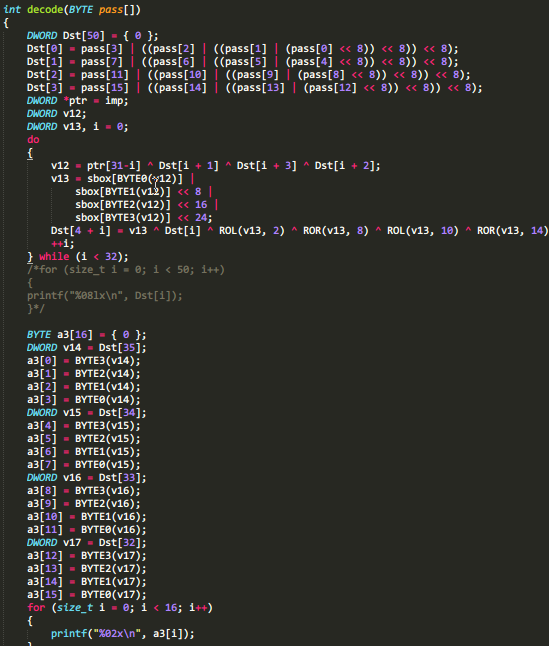 int decode(BYTE pass[])
{
    DWORD Dst[50] = { 0 };
    Dst[0] = pass[3] | ((pass[2] | ((pass[1] | (pass[0] << 8)) << 8)) << 8);
    Dst[1] = pass[7] | ((pass[6] | ((pass[5] | (pass[4] << 8)) << 8)) << 8);
    Dst[2] = pass[11] | ((pass[10] | ((pass[9] | (pass[8] << 8)) << 8)) << 8);
    Dst[3] = pass[15] | ((pass[14] | ((pass[13] | (pass[12] << 8)) << 8)) << 8);
    DWORD *ptr = imp;
    DWORD v12;
    DWORD v13, i = 0;
    do
    {
        v12 = ptr[31-i] ^ Dst[i + 1] ^ Dst[i + 3] ^ Dst[i + 2];
        v13 = sbox[BYTE0(v12)] |
            sbox[BYTE1(v12)] << 8 |
            sbox[BYTE2(v12)] << 16 |
            sbox[BYTE3(v12)] << 24;
        Dst[4 + i] = v13 ^ Dst[i] ^ ROL(v13, 2) ^ ROR(v13, 8) ^ ROL(v13, 10) ^ ROR(v13, 14)
        ++i;
    } while (i < 32);
    /*for (size_t i = 0; i < 50; i++)
    {
    printf("%08lx\n", Dst[i]);
    }*/
    BYTE a3[16] = { 0 };
    DWORD v14 = Dst[35];
    a3[0] = BYTE3(v14);
    a3[1] = BYTE2(v14);
    a3[2] = BYTE1(v14);
    a3[3] = BYTE0(v14);
    DWORD v15 = Dst[34];
    a3[4] = BYTE3(v15);
    a3[5] = BYTE2(v15);
    a3[6] = BYTE1(v15);
    a3[7] = BYTE0(v15);
    DWORD v16 = Dst[33];
    a3[8] = BYTE3(v16);
    a3[9] = BYTE2(v16);
    a3[10] = BYTE1(v16);
    a3[11] = BYTE0(v16);
    DWORD v17 = Dst[32];
    a3[12] = BYTE3(v17);
    a3[13] = BYTE2(v17);
    a3[14] = BYTE1(v17);
    a3[15] = BYTE0(v17);
    for (size_t i = 0; i < 16; i++)
    {
        printf("%02x\n", a3[i]);
    }